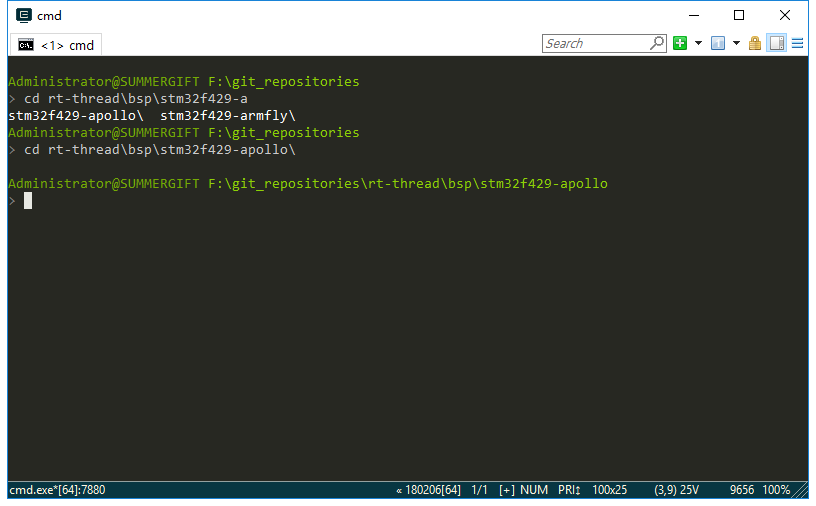 cmd
<1> cmd
Search
Administrator@SUMMERGIFT F:\git_repositories
> cd rt-thread\bsp\stm32f429-a
stm32f429-apollo\  stm32f429-armfly\
Administrator@SUMMERGIFT F:\git_repositories
> cd rt-thread\bsp\stm32f429-apollo\
Administrator@SUMMERGIFT F:\git_repositories\rt-thread\bsp\stm32f429-apollo
>
cmd.exe*[64]:7880 « 180206[64] 1/1 [+] NUM PRI↕ 100x25 (3,9) 25V 9656 100%